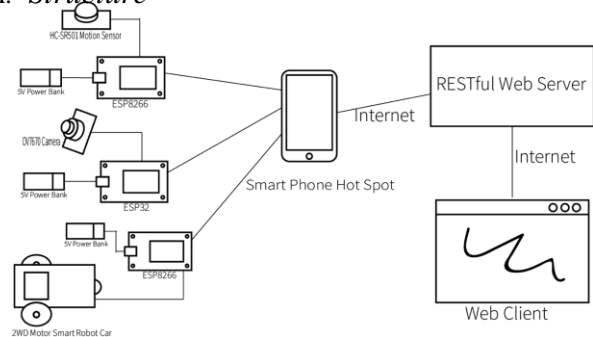 Structure
HC-SR501 Motion Sensor
5V Power Bank
ESP8266
OV7670 Camera
5V Power Bank
ESP32
5V Power Bank
ESP8266
2WD Motor Smart Robot Car
Smart Phone Hot Spot
Internet
RESTful Web Server
Internet
Web Client